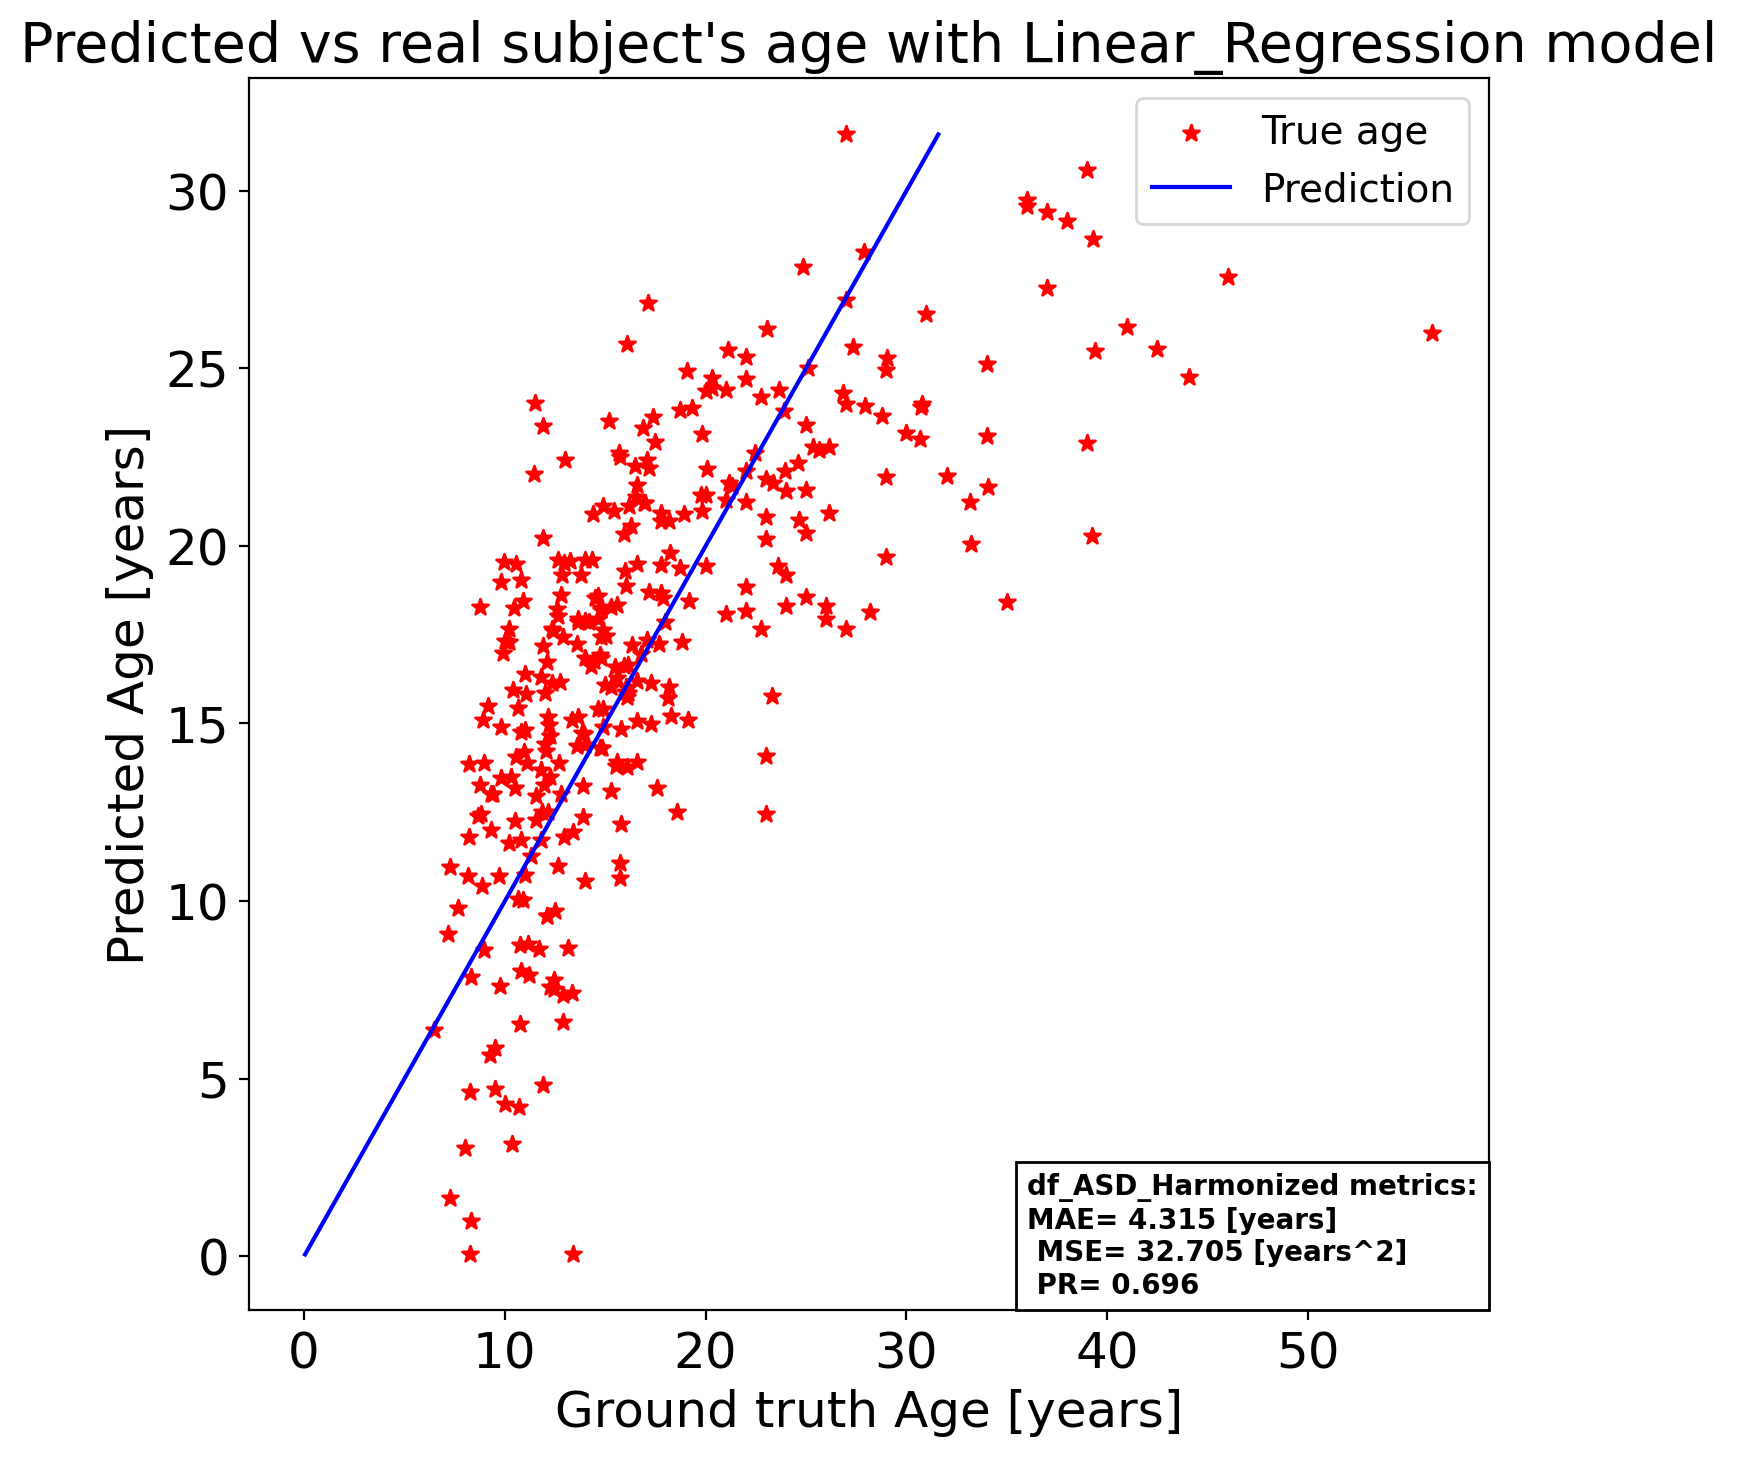 Predicted vs real subject's age with Linear_Regression model
True age
Prediction
30
25
20
15
10
5
0
Predicted Age [years]
df_ASD_Harmonized metrics:
MAE= 4.315 [years]
MSE= 32.705 [years^2]
PR= 0.696
0 10 20 30 40 50
Ground truth Age [years]